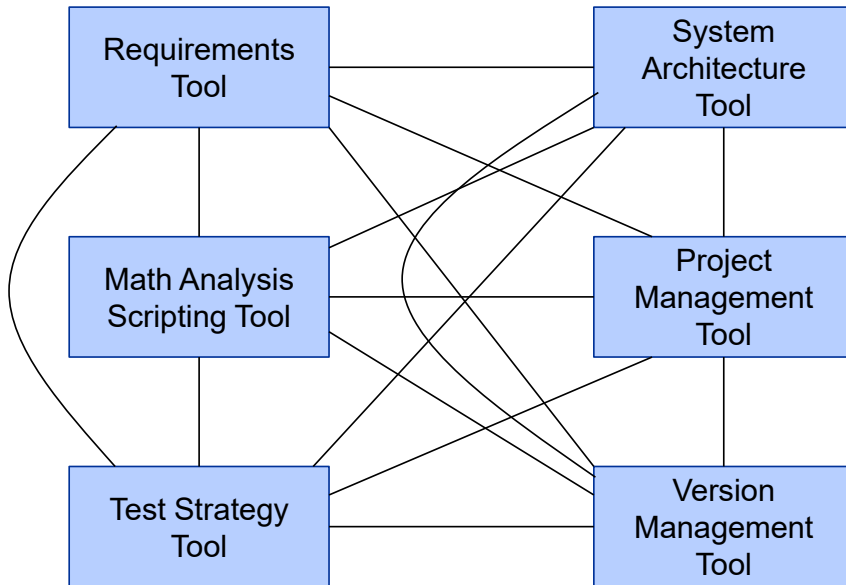 Requirements
Tool
System
Architecture
Tool
Math Analysis
Scripting Tool
Project
Management
Tool
Test Strategy
Tool
Version
Management
Tool